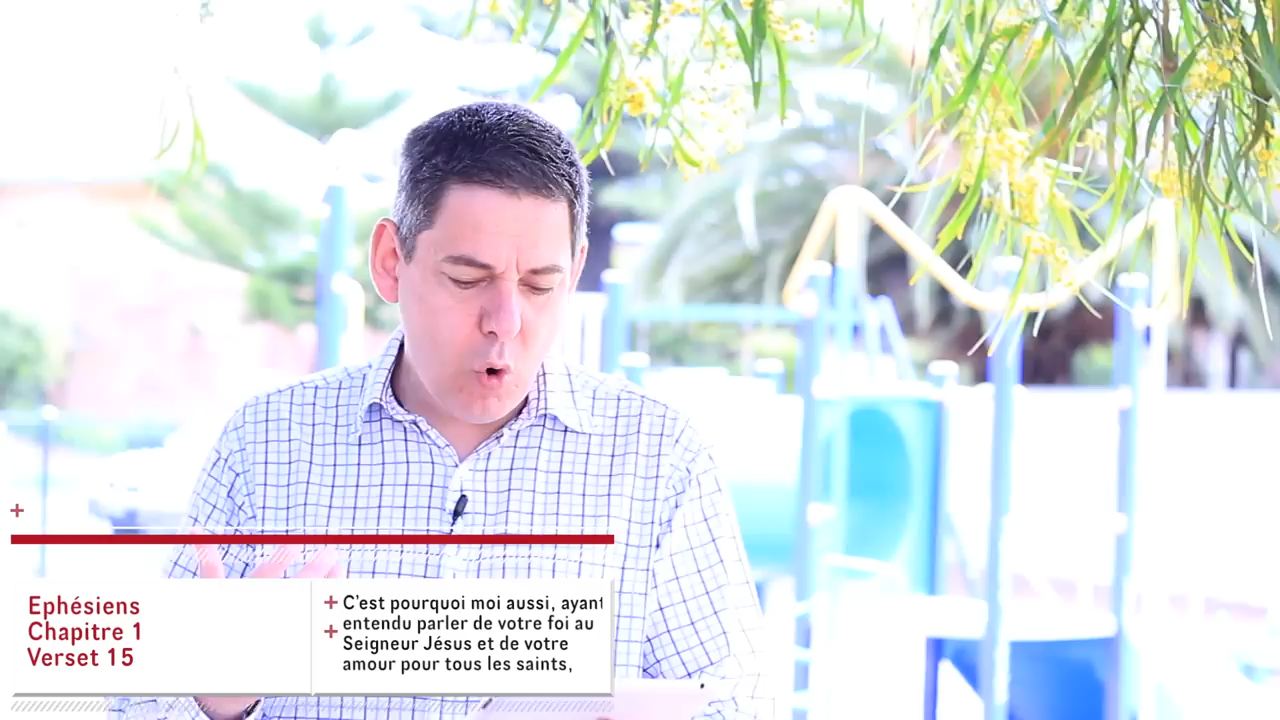 Ephésiens
Chapitre 1
Verset 15
C'est pourquoi moi aussi, ayant
entendu parler de votre foi au
Seigneur Jésus et de votre
amour pour tous les saints,